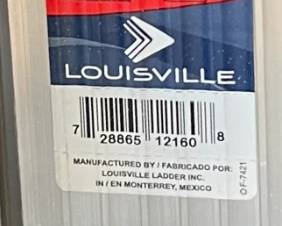 LOUISVILLE
7 28865 12160 8
MANUFACTURED BY / FABRICADO POR:
LOUISVILLE LADDER INC.
IN / EN MONTERREY, MEXICO
OF-7421